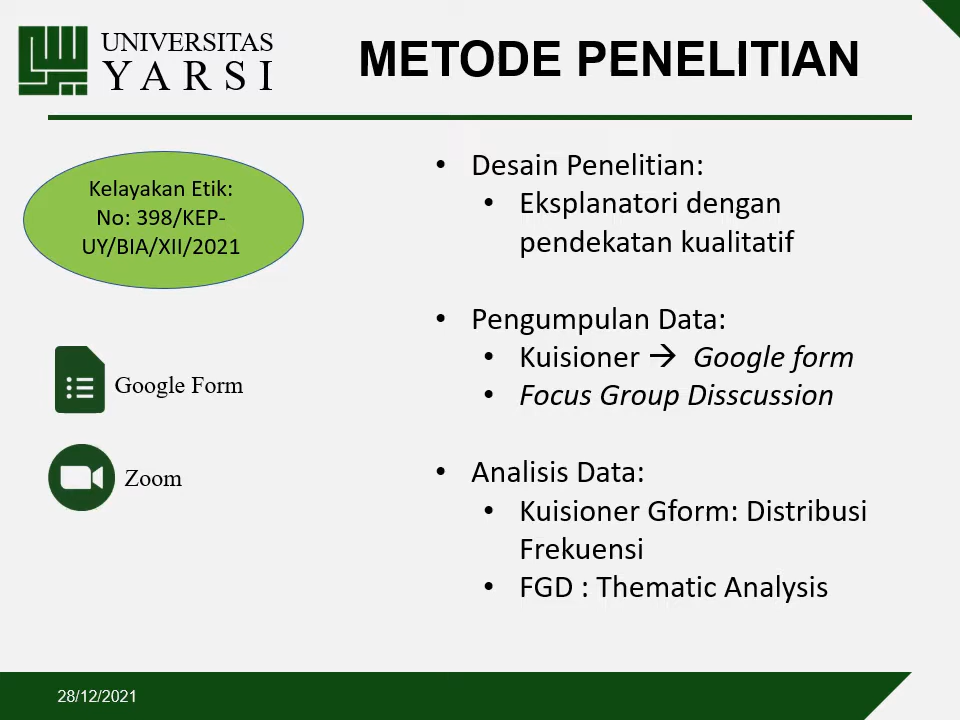 UNIVERSITAS
YARSI
METODE PENELITIAN
Kelayakan Etik:
No: 398/KEP-
UY/BIA/XII/2021
Google Form
Zoom
• Desain Penelitian:
• Eksplanatori dengan
pendekatan kualitatif
• Pengumpulan Data:
• Kuisioner → Google form
• Focus Group Disscussion
• Analisis Data:
• Kuisioner Gform: Distribusi
Frekuensi
• FGD : Thematic Analysis
28/12/2021